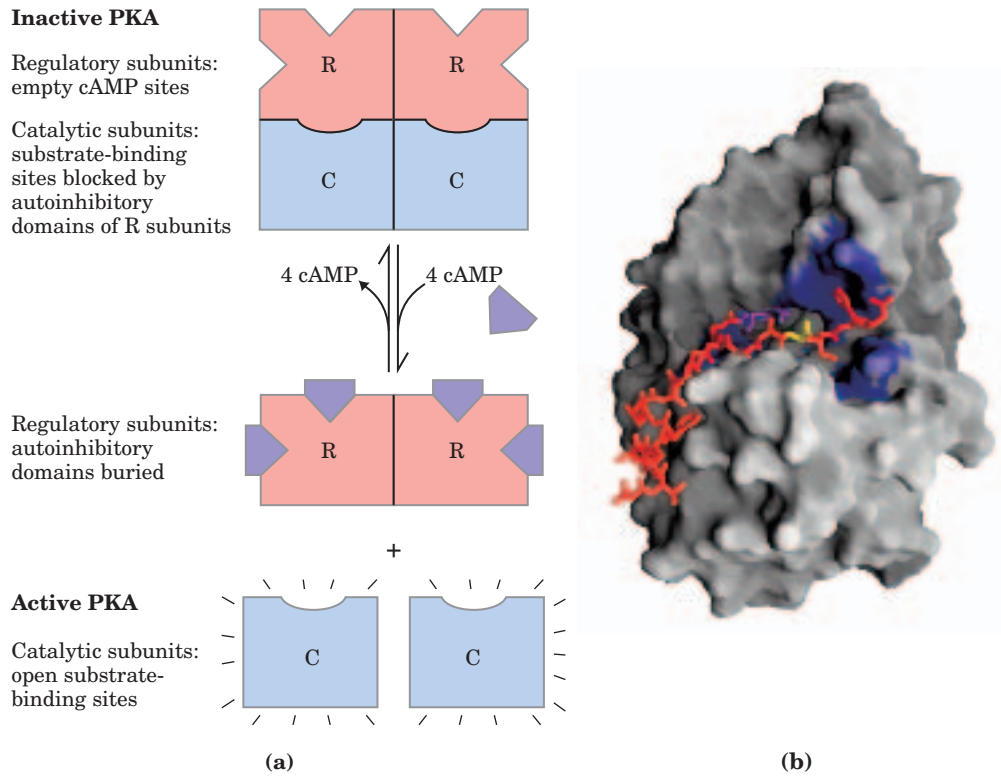 Inactive PKA
Regulatory subunits:
empty cAMP sites
Catalytic subunits:
substrate-binding
sites blocked by
autoinhibitory
domains of R subunits
R
R
C
C
4 cAMP
4 cAMP
Regulatory subunits:
autoinhibitory
domains buried
R
R
+
Active PKA
Catalytic subunits:
open substrate-
binding sites
C
C
(a)
(b)